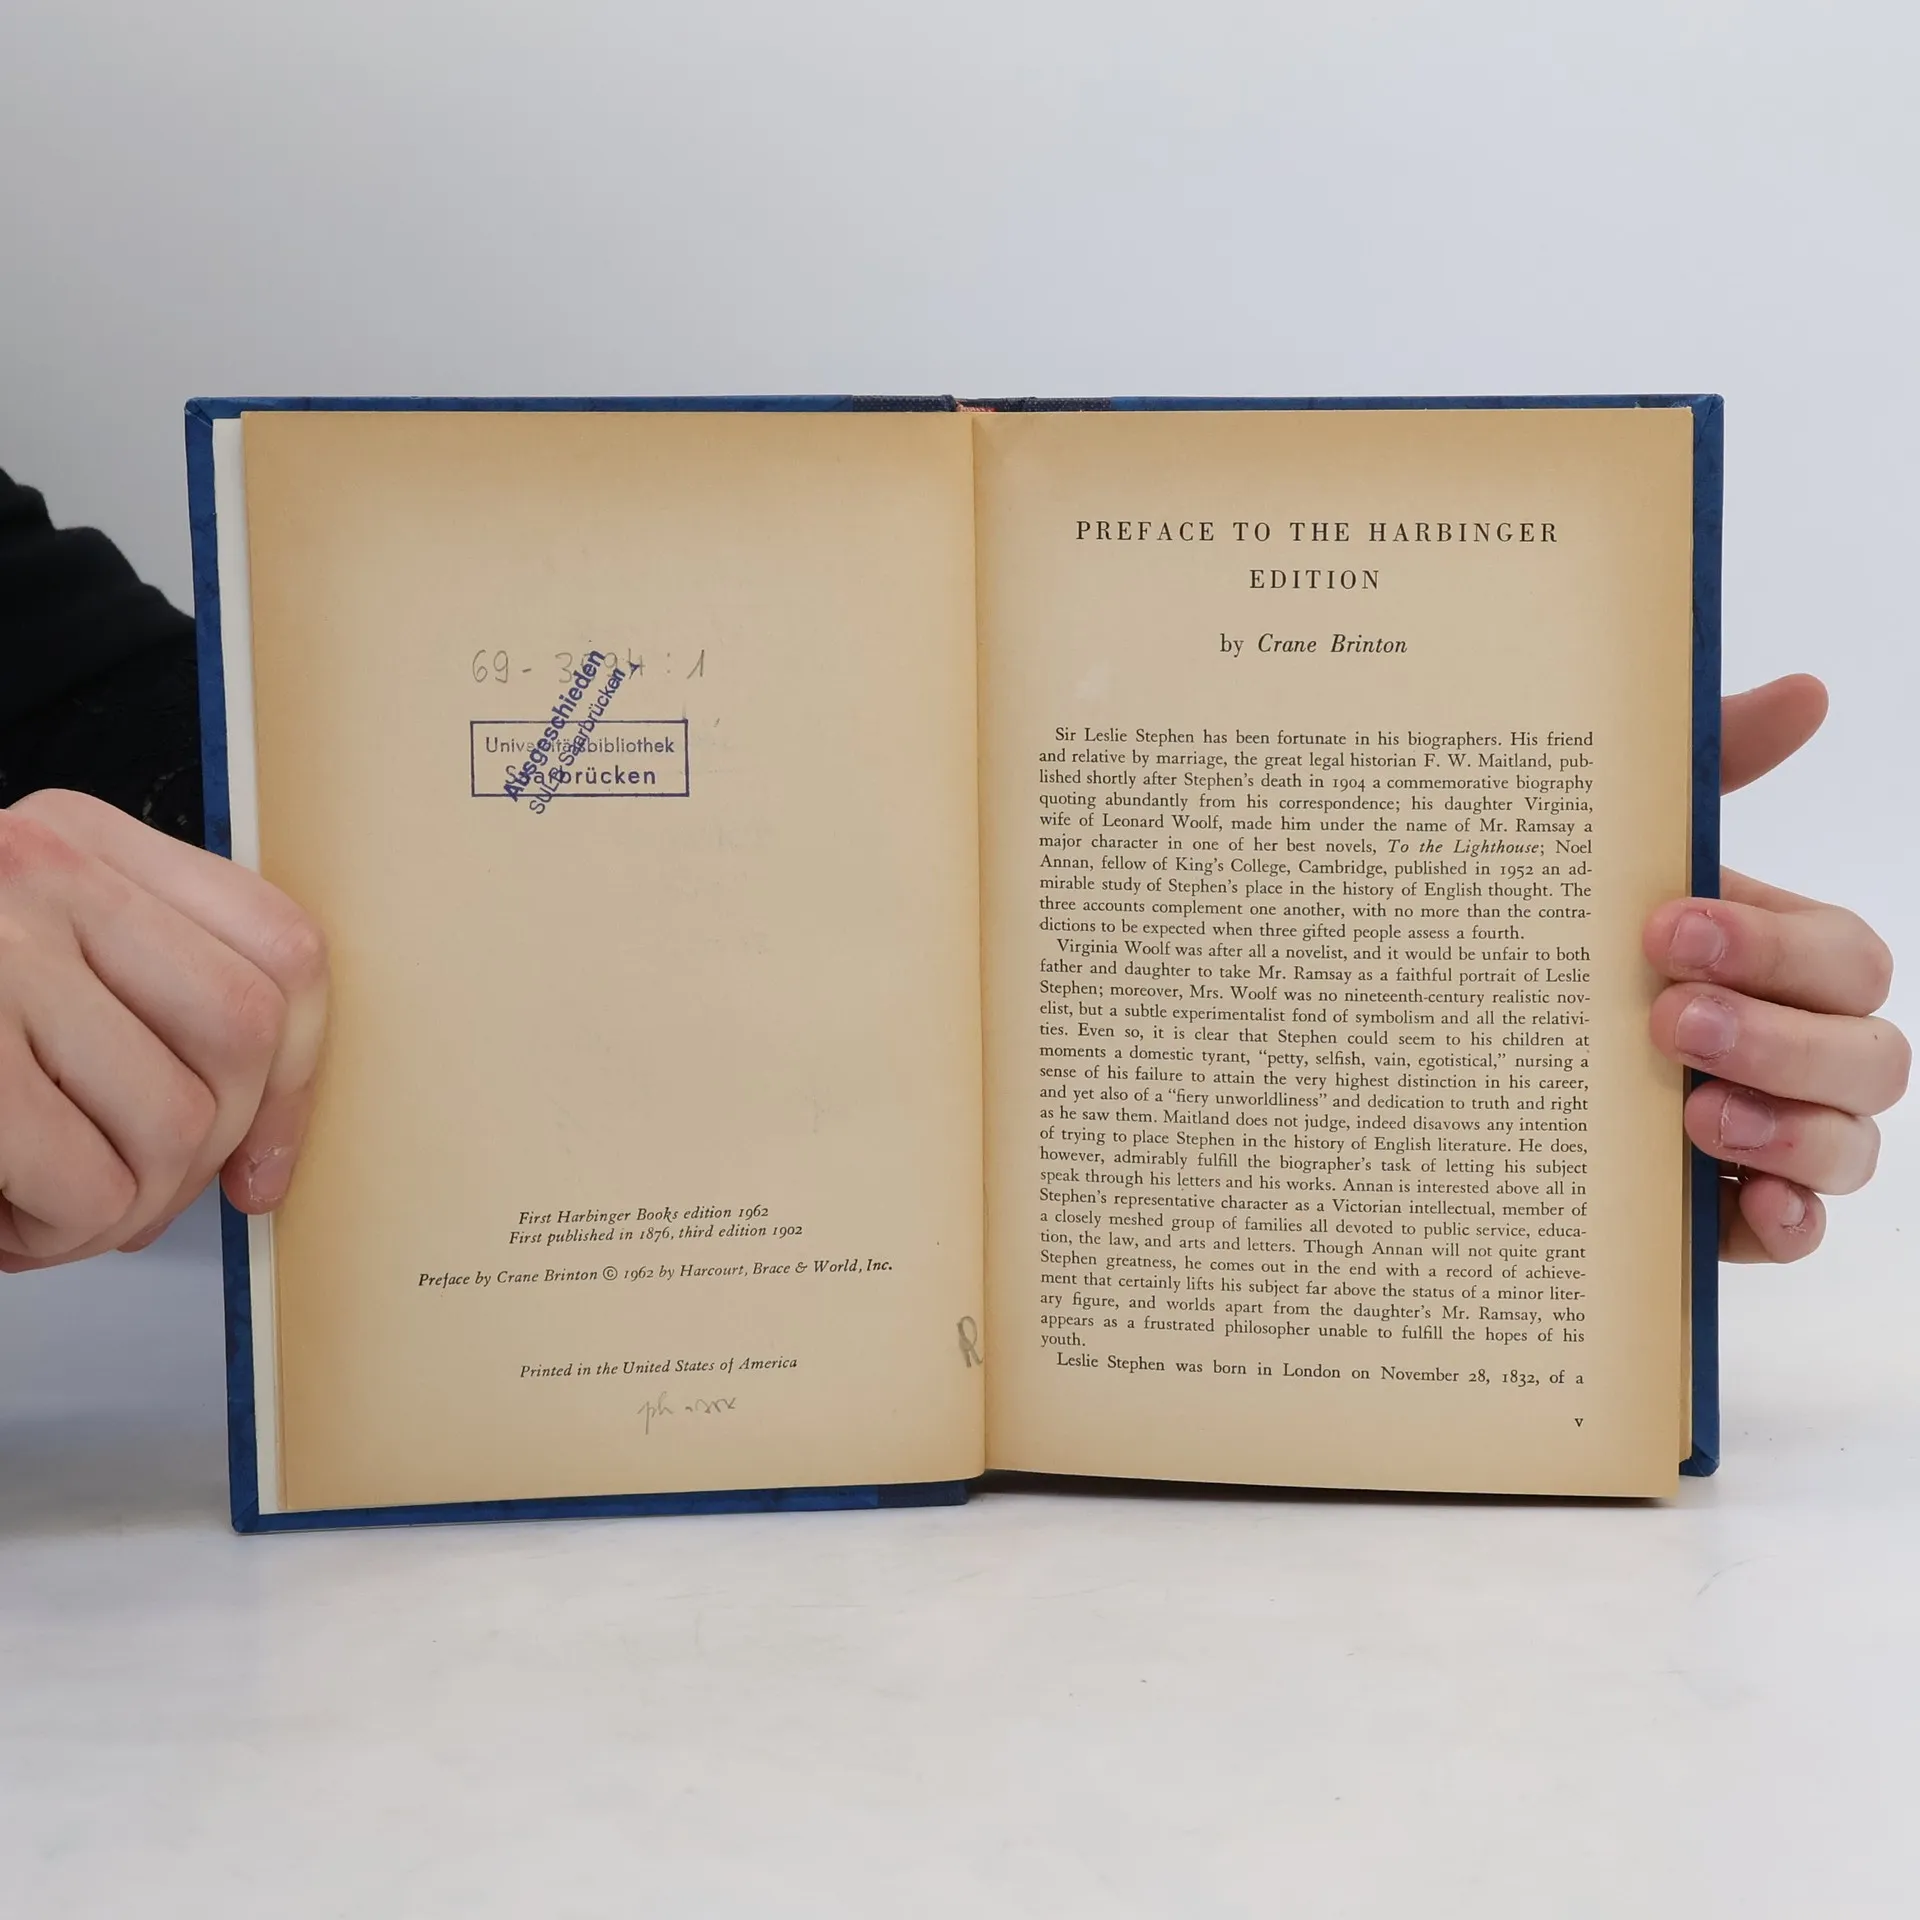 69 - 3 94 : 1
Ausgeschieden
SULB Saarbrücken
Universitätsbibliothek
Saarbrücken
First Harbinger Books edition 1962
First published in 1876, third edition 1902
Preface by Crane Brinton © 1962 by Harcourt, Brace & World, Inc.
Printed in the United States of America
R
PREFACE TO THE HARBINGER
EDITION
by Crane Brinton
Sir Leslie Stephen has been fortunate in his biographers. His friend
and relative by marriage, the great legal historian F. W. Maitland, pub-
lished shortly after Stephen's death in 1904 a commemorative biography
quoting abundantly from his correspondence; his daughter Virginia,
wife of Leonard Woolf, made him under the name of Mr. Ramsay a
major character in one of her best novels, To the Lighthouse; Noel
Annan, fellow of King's College, Cambridge, published in 1952 an ad-
mirable study of Stephen's place in the history of English thought. The
three accounts complement one another, with no more than the contra-
dictions to be expected when three gifted people assess a fourth.
Virginia Woolf was after all a novelist, and it would be unfair to both
father and daughter to take Mr. Ramsay as a faithful portrait of Leslie
Stephen; moreover, Mrs. Woolf was no nineteenth-century realistic nov-
elist, but a subtle experimentalist fond of symbolism and all the relativi-
ties. Even so, it is clear that Stephen could seem to his children at
moments a domestic tyrant, "petty, selfish, vain, egotistical," nursing a
sense of his failure to attain the very highest distinction in his career,
and yet also of a "fiery unworldliness" and dedication to truth and right
as he saw them. Maitland does not judge, indeed disavows any intention
of trying to place Stephen in the history of English literature. He does,
however, admirably fulfill the biographer's task of letting his subject
speak through his letters and his works. Annan is interested above all in
Stephen's representative character as a Victorian intellectual, member of
a closely meshed group of families all devoted to public service, educa-
tion, the law, and arts and letters. Though Annan will not quite grant
Stephen greatness, he comes out in the end with a record of achieve-
ment that certainly lifts his subject far above the status of a minor liter-
ary figure, and worlds apart from the daughter's Mr. Ramsay, who
appears as a frustrated philosopher unable to fulfill the hopes of his
youth.
Leslie Stephen was born in London on November 28, 1832, of a
v